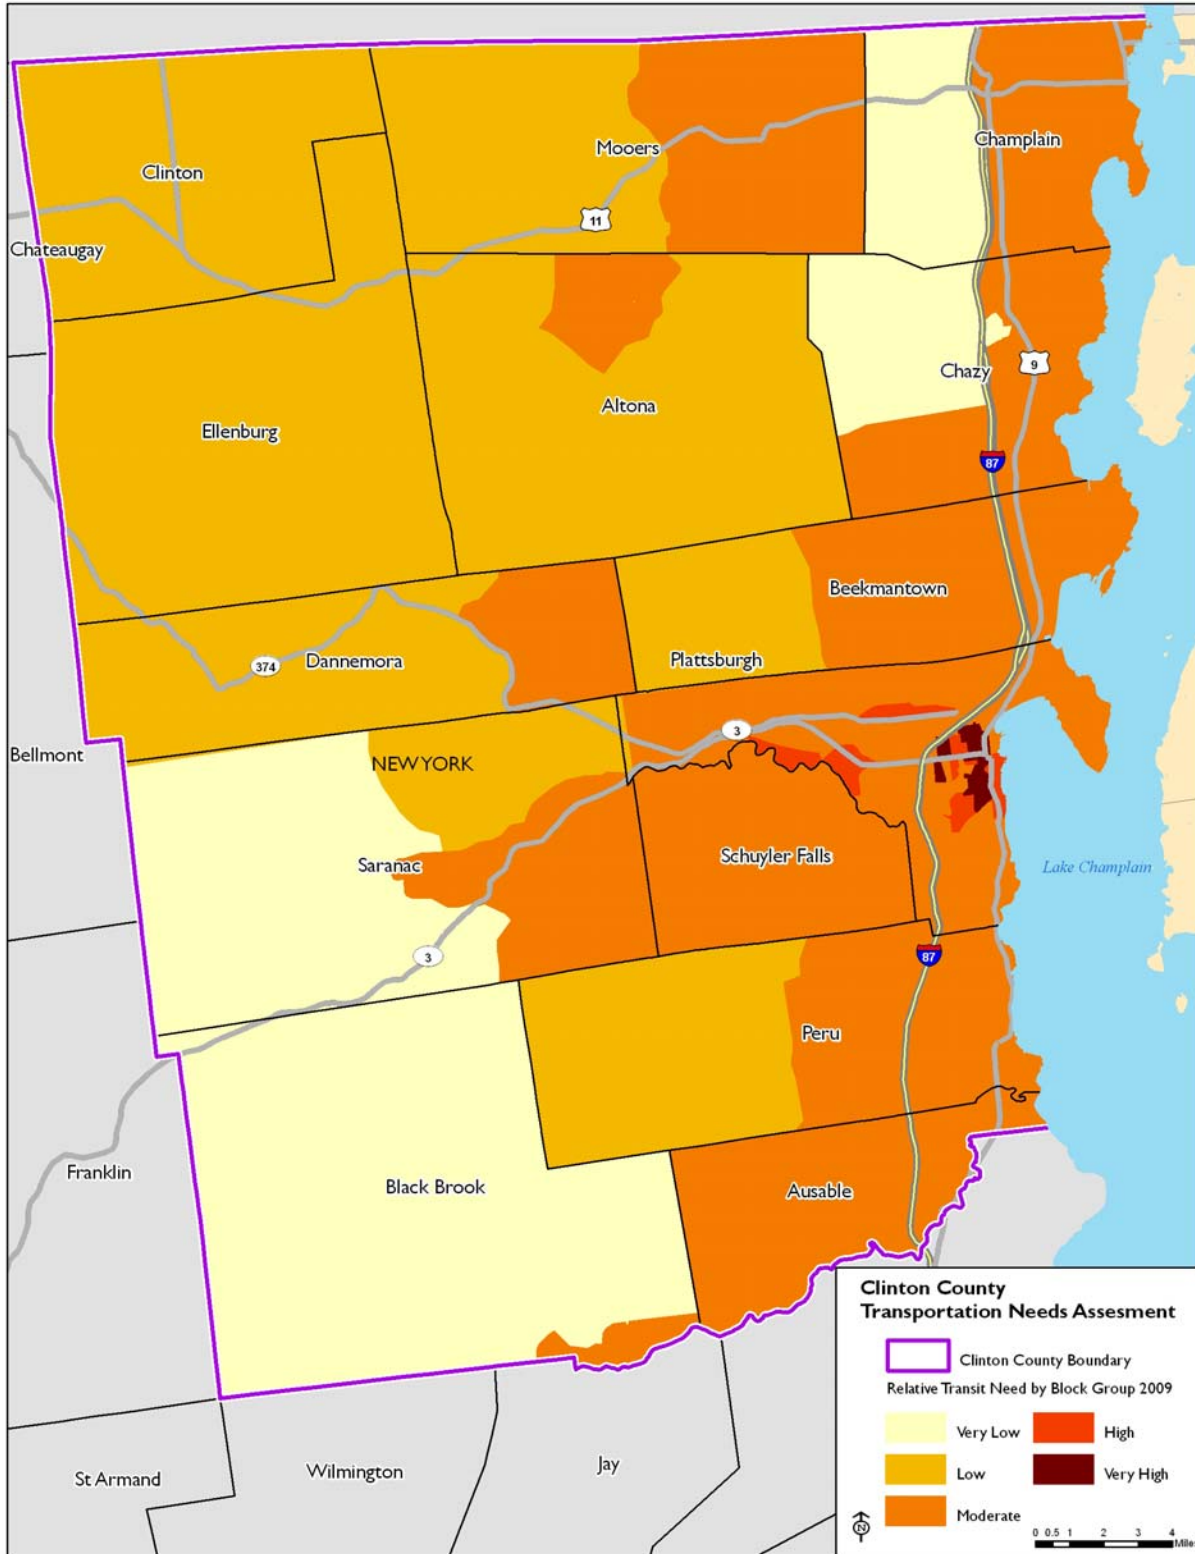 Clinton
Mooers
Champlain
11
Chateaugay
Chazy
9
Altona
Ellenburg
87
Beekmantown
374
Dannemora
Plattsburgh
3
Bellmont
NEW YORK
Saranac
Schuyler Falls
Lake Champlain
3
87
Peru
Franklin
Black Brook
Ausable
Clinton County
Transportation Needs Assesment
Clinton County Boundary
Relative Transit Need by Block Group 2009
Very Low
High
Low
Very High
Moderate
St Armand
Wilmington
Jay
N
0 0.5 1 2 3 4
Miles